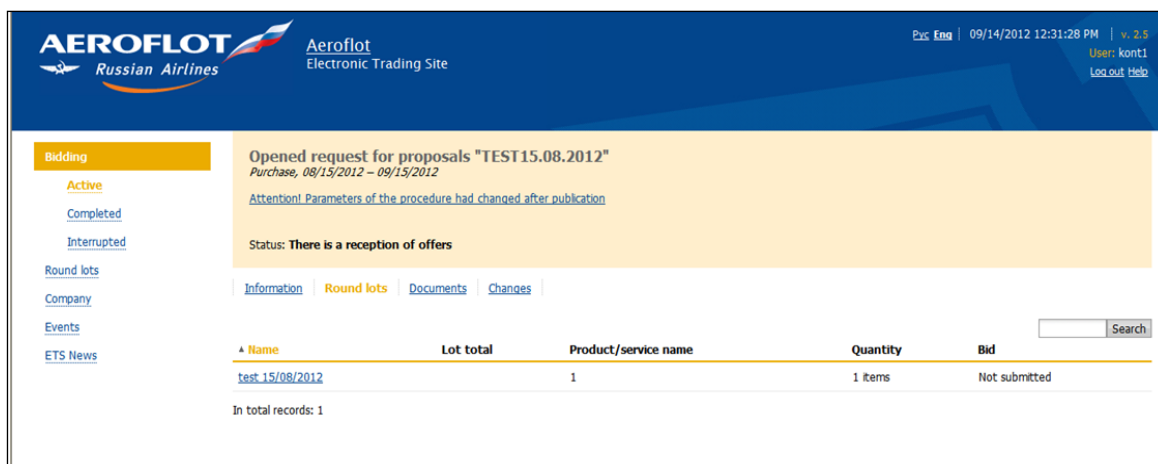 AEROFLOT
Russian Airlines
Aeroflot
Electronic Trading Site
Рус Eng 09/14/2012 12:31:28 PM v. 2.5
User: kont1
Log out Help
Bidding
Active
Completed
Interrupted
Round lots
Company
Events
ETS News
Opened request for proposals "TEST15.08.2012"
Purchase, 08/15/2012 – 09/15/2012
Attention! Parameters of the procedure had changed after publication
Status: There is a reception of offers
Information Round lots Documents Changes
Search
Name Lot total Product/service name Quantity Bid
test 15/08/2012 1 1 items Not submitted
In total records: 1